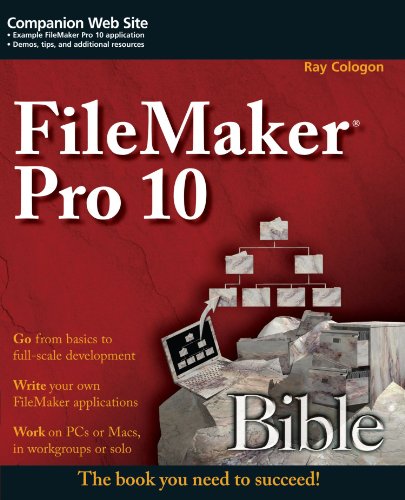 Companion Web Site
• Example FileMaker Pro 10 application
• Demos, tips, and additional resources
Ray Cologon
FileMaker®
Pro 10
Go from basics to
full-scale development
Write your own
FileMaker applications
Work on PCs or Macs,
in workgroups or solo
Bible
The book you need to succeed!